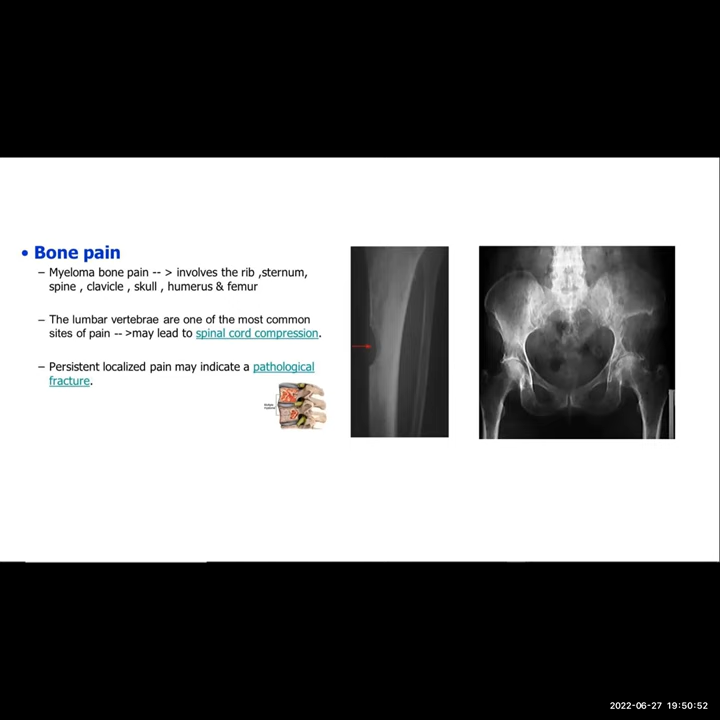 • Bone pain
– Myeloma bone pain -- > involves the rib ,sternum,
spine , clavicle , skull , humerus & femur
– The lumbar vertebrae are one of the most common
sites of pain -- >may lead to spinal cord compression.
– Persistent localized pain may indicate a pathological
fracture.
2022-06-27 19:50:52